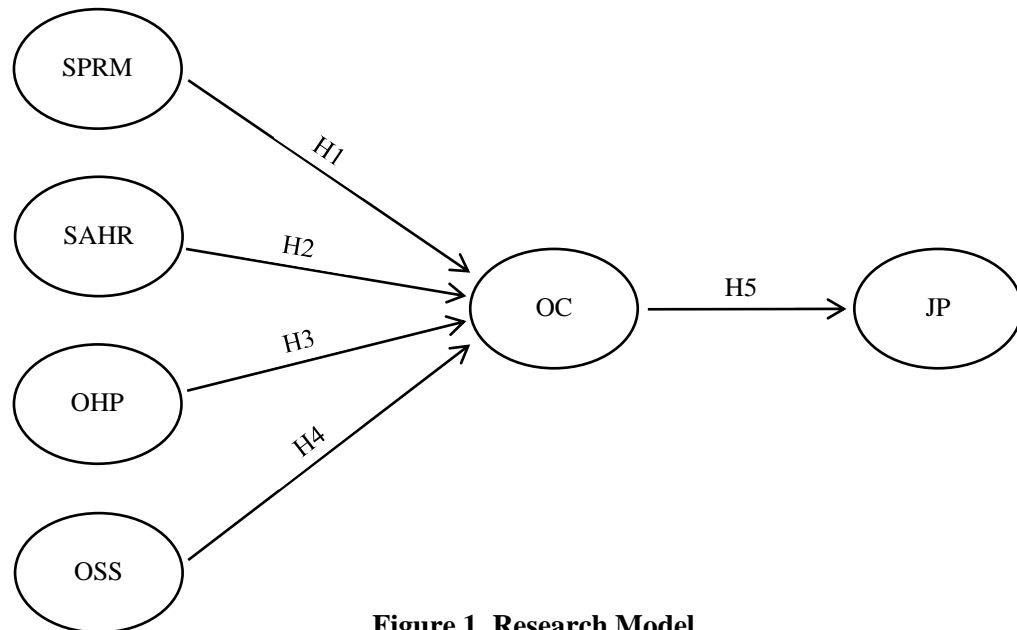 SPRM
H1
SAHR
H2
OC
H5
JP
H3
OHP
H4
OSS
Figure 1. Research Model